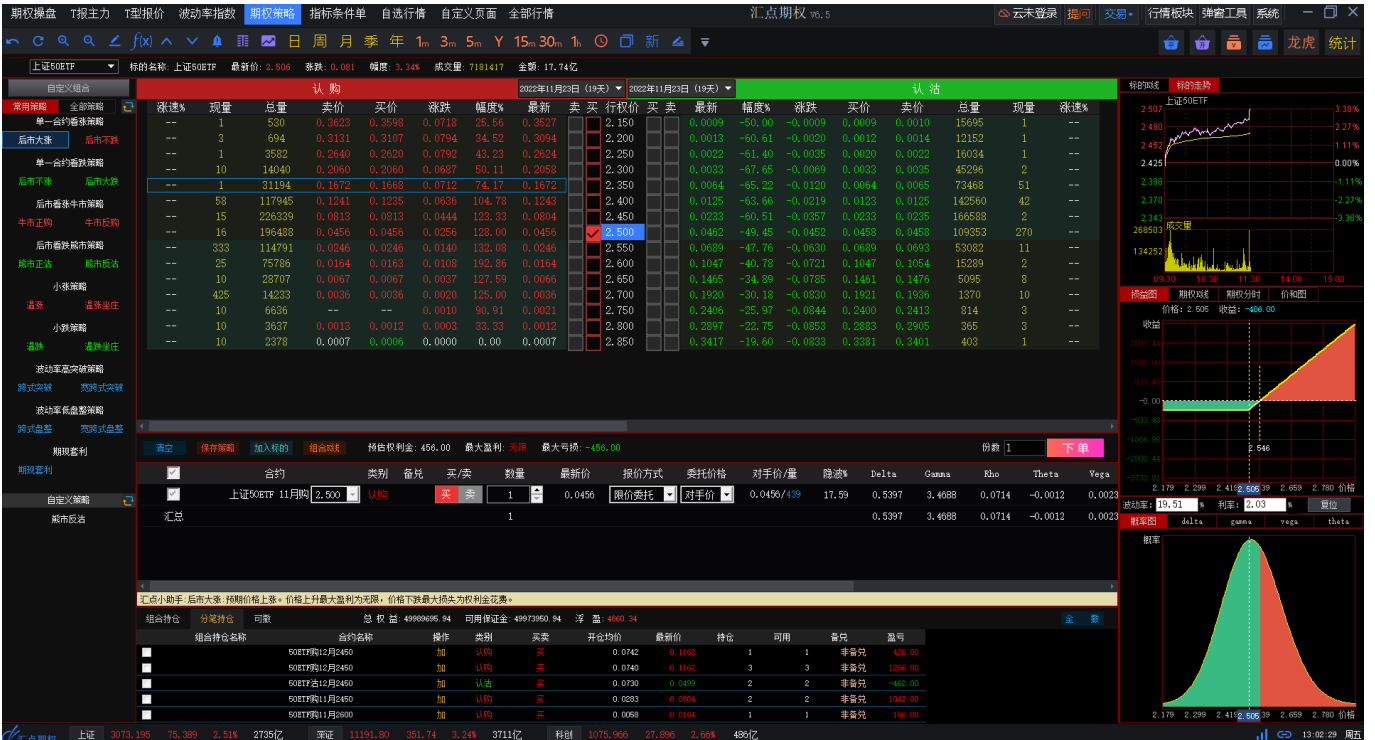 期权操盘 T报主力 T型报价 波动率指数 期权策略 指标条件单 自选行情 自定义页面 全部行情 汇点期权 V6.5 云未登录 提问 交易 行情板块 弹窗工具 系统
f(x) 日 周 月 季 年 1m 3m 5m Y 15m 30m 1h 新 龙虎 统计
上证50ETF 标的名称: 上证50ETF 最新价: 2.506 涨跌: 0.081 幅度: 3.34% 成交量: 7181417 金额: 17.74亿
自定义组合 认购 2022年11月23日 (19天) 2022年11月23日 (19天) 认沽
常用策略 全部策略 涨速% 现量 总量 卖价 买价 涨跌 幅度% 最新 卖 买 行权价 买 卖 最新 幅度% 涨跌 买价 卖价 总量 现量 涨速%
-- 1 530 0.3623 0.3598 0.0718 25.56 0.3527 2.150 0.0009 -50.00 -0.0009 0.0009 0.0010 15695 1 --
-- 3 694 0.3131 0.3107 0.0794 34.52 0.3094 2.200 0.0013 -60.61 -0.0020 0.0012 0.0014 12152 1 --
-- 1 3582 0.2640 0.2620 0.0792 43.23 0.2624 2.250 0.0022 -61.40 -0.0035 0.0020 0.0022 16034 1 --
-- 10 14040 0.2060 0.2060 0.0687 50.11 0.2058 2.300 0.0033 -67.65 -0.0069 0.0033 0.0035 45296 2 --
-- 1 31194 0.1672 0.1668 0.0712 74.17 0.1672 2.350 0.0064 -65.22 -0.0120 0.0064 0.0065 73468 51 --
-- 58 117945 0.1241 0.1235 0.0636 104.78 0.1243 2.400 0.0125 -63.66 -0.0219 0.0123 0.0125 142560 42 --
-- 15 226339 0.0813 0.0813 0.0444 123.33 0.0804 2.450 0.0233 -60.51 -0.0357 0.0233 0.0235 166588 2 --
-- 16 196488 0.0456 0.0456 0.0256 128.00 0.0456 2.500 0.0462 -49.45 -0.0452 0.0458 0.0458 109353 270 --
-- 333 114791 0.0246 0.0246 0.0140 132.08 0.0246 2.550 0.0689 -47.76 -0.0630 0.0689 0.0693 53082 11 --
-- 25 75786 0.0164 0.0163 0.0108 192.86 0.0164 2.600 0.1047 -40.78 -0.0721 0.1047 0.1054 15289 2 --
-- 10 28707 0.0067 0.0067 0.0037 127.59 0.0066 2.650 0.1465 -34.89 -0.0785 0.1461 0.1476 5095 8 --
-- 425 14233 0.0036 0.0036 0.0020 125.00 0.0036 2.700 0.1920 -30.18 -0.0830 0.1921 0.1936 1370 10 --
-- 10 6636 -- -- 0.0010 90.91 0.0021 2.750 0.2406 -25.97 -0.0844 0.2400 0.2413 814 3 --
-- 10 3637 0.0013 0.0012 0.0003 33.33 0.0012 2.800 0.2897 -22.75 -0.0853 0.2883 0.2905 365 3 --
-- 10 2378 0.0007 0.0006 0.0000 0.00 0.0007 2.850 0.3417 -19.60 -0.0833 0.3381 0.3401 403 1 --
单一合约看涨策略
后市大涨 后市不跌
单一合约看跌策略
后市不涨 后市大跌
后市看涨牛市策略
牛市正购 牛市反购
后市看跌熊市策略
熊市正沽 熊市反沽
小涨策略
温涨 温涨坐庄
小跌策略
温跌 温跌坐庄
波动率高突破策略
跨式突破 宽跨式突破
波动率低盘整策略
跨式盘整 宽跨式盘整
期现套利
期现套利
自定义策略
熊市反沽
清空 保存策略 加入标的 组合K线 预估权利金: 456.00 最大盈利: 无限 最大亏损: -456.00 份数 1 下单
合约 类别 备兑 买/卖 数量 最新价 报价方式 委托价格 对手价/量 隐波% Delta Gamma Rho Theta Vega
上证50ETF 11月购 2.500 认购 买 卖 1 0.0456 限价委托 对手价 0.0456/439 17.59 0.5397 3.4688 0.0714 -0.0012 0.0023
汇总 1 0.5397 3.4688 0.0714 -0.0012 0.0023
汇点小助手:后市大涨:预期价格上涨。价格上升最大盈利为无限，价格下跌最大损失为权利金花费。
组合持仓 分笔持仓 可撤 总 权 益: 49989695.94 可用保证金: 49973950.94 浮 盈: 4860.34 全 撤
组合持仓名称 合约名称 操作 类别 买卖 开仓均价 最新价 持仓 可用 备兑 盈亏
50ETF购12月2450 加 认购 买 0.0742 0.1162 1 1 非备兑 420.00
50ETF购12月2450 加 认购 买 0.0740 0.1162 3 3 非备兑 1266.00
50ETF沽12月2450 加 认沽 买 0.0730 0.0499 2 2 非备兑 -462.00
50ETF购11月2450 加 认购 买 0.0283 0.0804 2 2 非备兑 1042.00
50ETF购11月2600 加 认购 买 0.0058 0.0164 1 1 非备兑
标的K线 标的走势
上证50ETF
2.507 3.39%
2.480 2.27%
2.452 1.11%
2.425 0.00%
2.398 -1.11%
2.370 -2.27%
2.343 -3.38%
268503 成交量
134252
09:30 10:30 11:30 14:00 15:00
损益图 期权K线 期权分时 价和图
价格: 2.505 收益: -406.00
收益
-0.00
2.546
2.179 2.299 2.419 2.505 39 2.659 2.780 价格
波动率: 19.51 % 利率: 2.03 % 复位
概率图 delta gamma vega theta
概率
2.179 2.299 2.419 2.505 39 2.659 2.780 价格
汇点期权 上证 3073.195 75.389 2.51% 2735亿 深证 11191.80 351.74 3.24% 3711亿 科创 1075.966 27.896 2.66% 486亿 13:02:29 周五